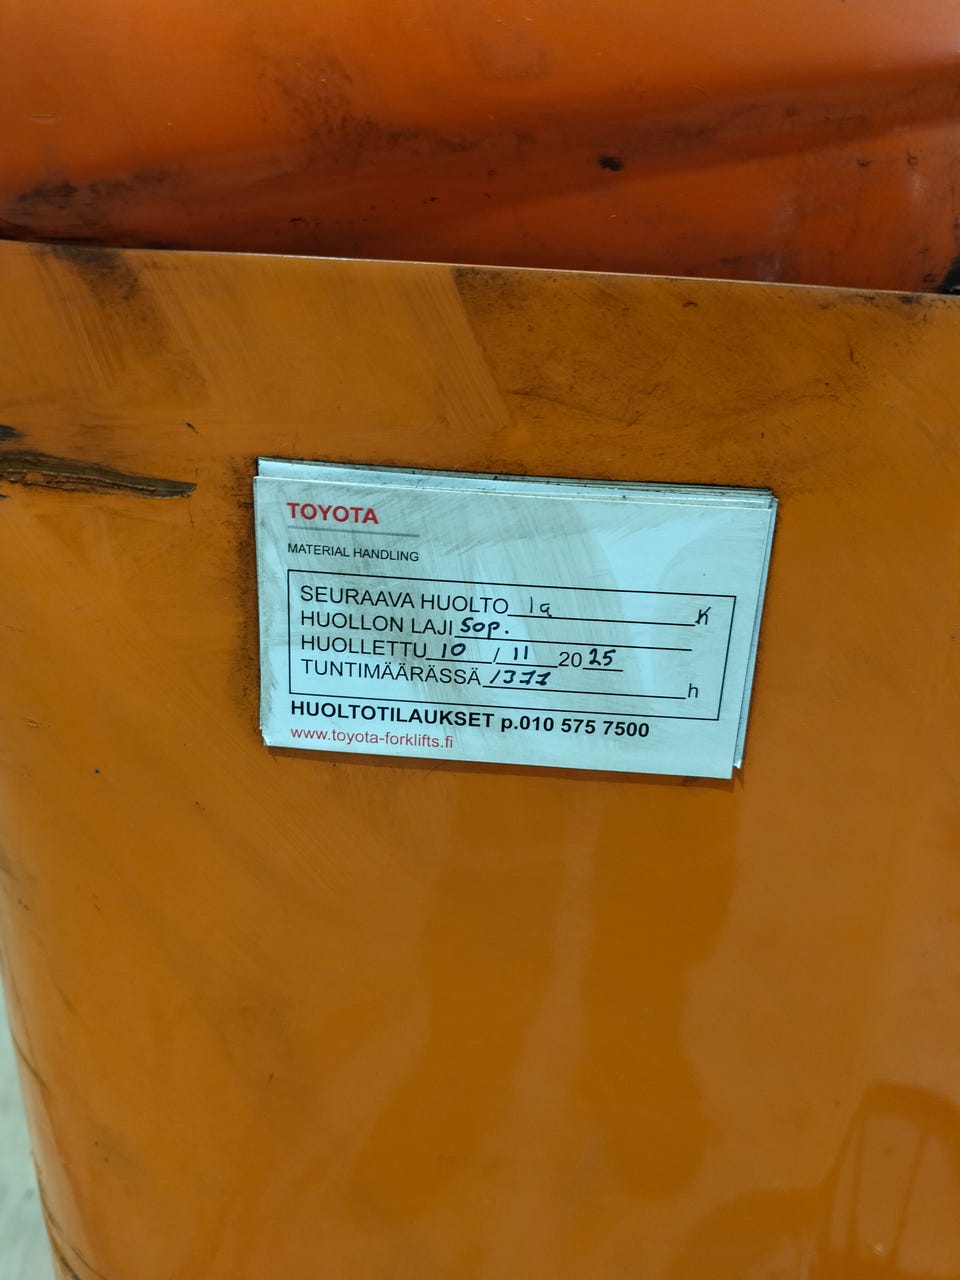 TOYOTA
MATERIAL HANDLING
SEURAAVA HUOLTO 1a
HUOLLON LAJI Sop.
HUOLLETTU 10 / 11 2025
TUNTIMÄÄRÄSSÄ h
HUOLTOTILAUKSET p.010 575 7500
www.toyota-forklifts.fi